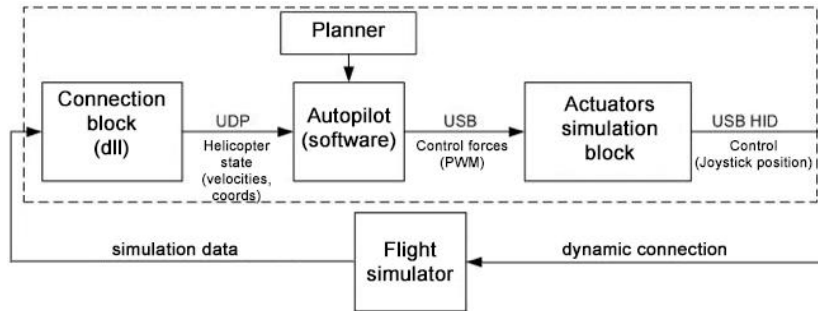 Planner
Connection
block
(dll)
UDP
Helicopter
state
(velocities,
coords)
Autopilot
(software)
USB
Control forces
(PWM)
Actuators
simulation
block
USB HID
Control
(Joystick position)
simulation data
Flight
simulator
dynamic connection